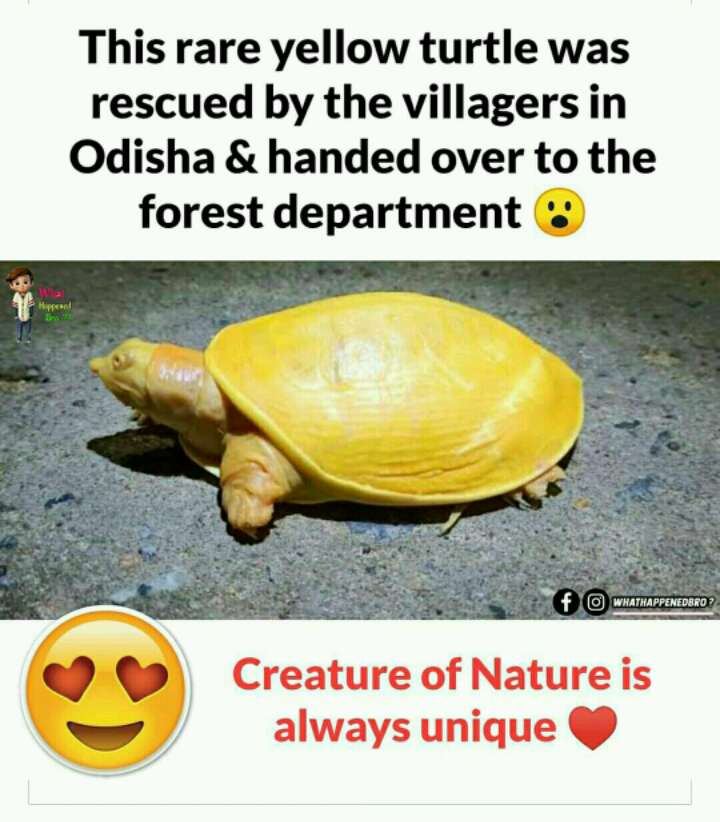 This rare yellow turtle was
rescued by the villagers in
Odisha & handed over to the
forest department 😮
What
Happened
Bro ??
WHATHAPPENEDBRO ?
Creature of Nature is
always unique ♥️